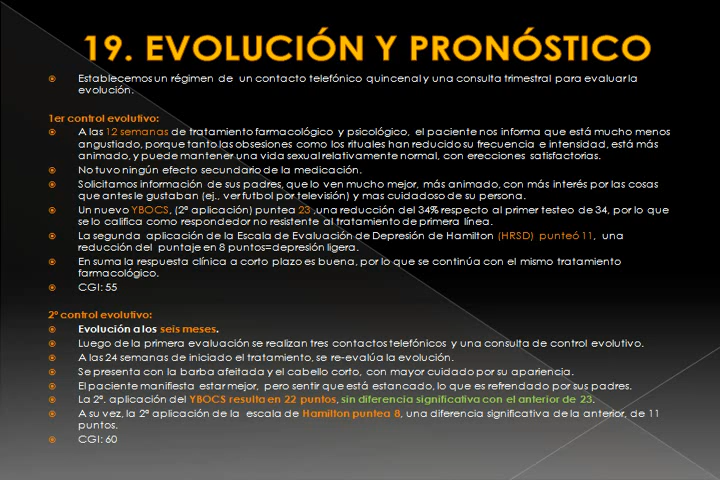 19. EVOLUCIÓN Y PRONÓSTICO
Establecemos un régimen de un contacto telefónico quincenal y una consulta trimestral para evaluar la
evolución.
1er control evolutivo:
A las 12 semanas de tratamiento farmacológico y psicológico, el paciente nos informa que está mucho menos
angustiado, porque tanto las obsesiones como los rituales han reducido su frecuencia e intensidad, está más
animado, y puede mantener una vida sexual relativamente normal, con erecciones satisfactorias.
No tuvo ningún efecto secundario de la medicación.
Solicitamos información de sus padres, que lo ven mucho mejor, más animado, con más interés por las cosas
que antes le gustaban (ej., ver futbol por televisión) y mas cuidadoso de su persona.
Un nuevo YBOCS, (2ª aplicación) puntea 23 ,una reducción del 34% respecto al primer testeo de 34, por lo que
se lo califica como respondedor no resistente al tratamiento de primera línea.
La segunda aplicación de la Escala de Evaluación de Depresión de Hamilton (HRSD) punteó 11, una
reducción del puntaje en 8 puntos=depresión ligera.
En suma la respuesta clínica a corto plazo es buena, por lo que se continúa con el mismo tratamiento
farmacológico.
CGI: 55
2º control evolutivo:
Evolución a los seis meses.
Luego de la primera evaluación se realizan tres contactos telefónicos y una consulta de control evolutivo.
A las 24 semanas de iniciado el tratamiento, se re-evalúa la evolución.
Se presenta con la barba afeitada y el cabello corto, con mayor cuidado por su apariencia.
El paciente manifiesta estar mejor, pero sentir que está estancado, lo que es refrendado por sus padres.
La 2ª. aplicación del YBOCS resulta en 22 puntos, sin diferencia significativa con el anterior de 23.
A su vez, la 2ª aplicación de la escala de Hamilton puntea 8, una diferencia significativa de la anterior, de 11
puntos.
CGI: 60